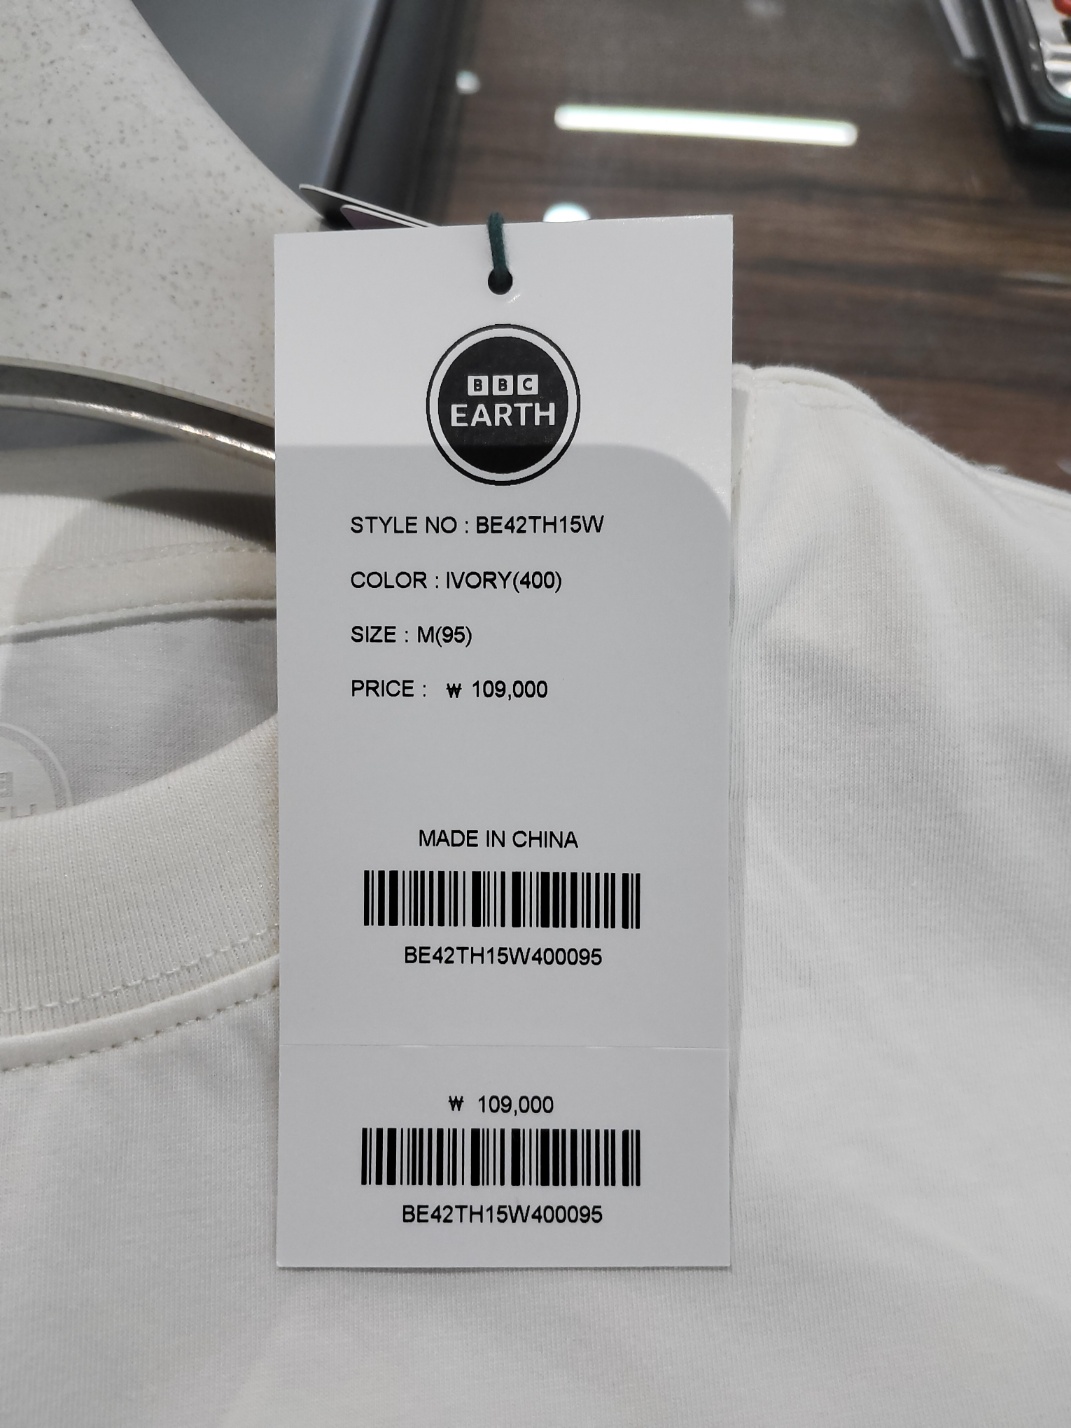 BBC
EARTH
STYLE NO : BE42TH15W
COLOR : IVORY(400)
SIZE : M(95)
PRICE : ₩ 109,000
MADE IN CHINA
BE42TH15W400095
₩ 109,000
BE42TH15W400095